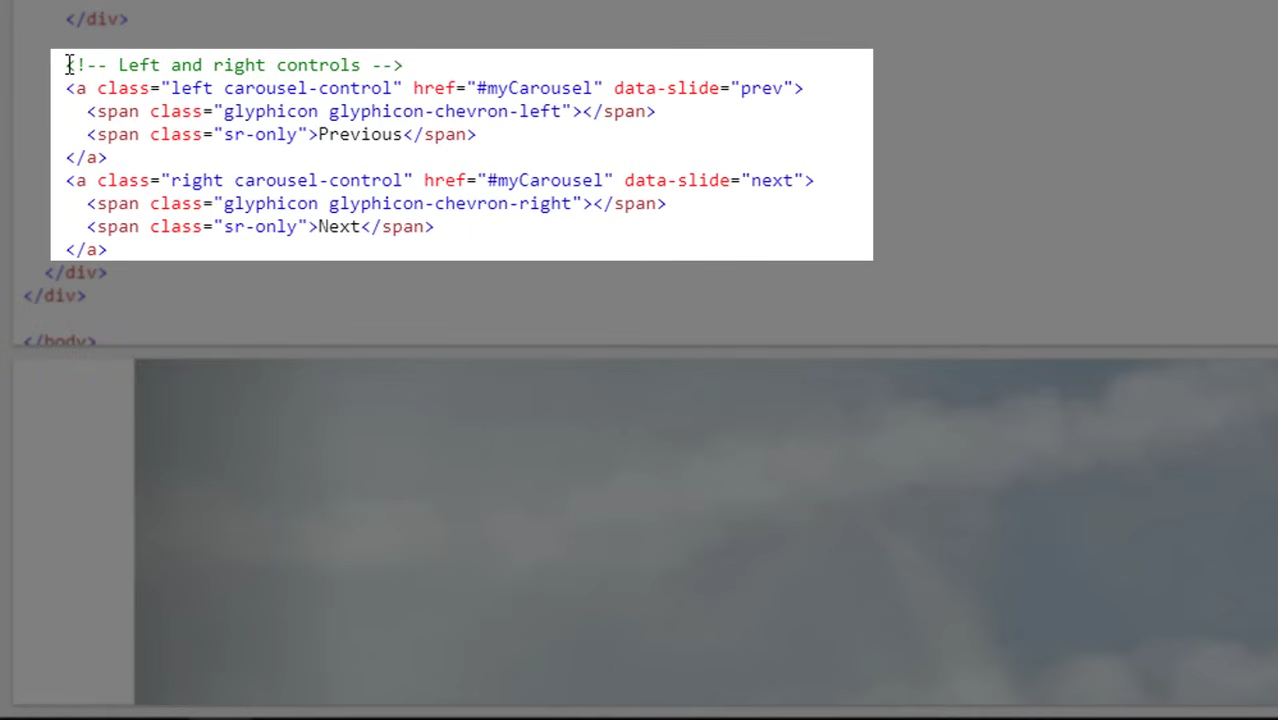 </div>
<!-- Left and right controls -->
<a class="left carousel-control" href="#myCarousel" data-slide="prev">
<span class="glyphicon glyphicon-chevron-left"></span>
<span class="sr-only">Previous</span>
</a>
<a class="right carousel-control" href="#myCarousel" data-slide="next">
<span class="glyphicon glyphicon-chevron-right"></span>
<span class="sr-only">Next</span>
</a>
</div>
</div>
</body>